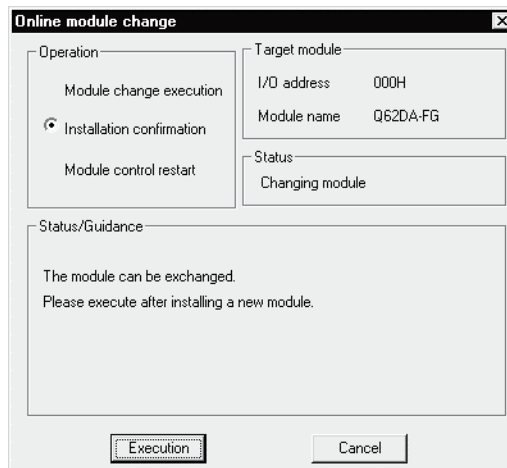 Online module change
Operation
Module change execution
Installation confirmation
Module control restart
Target module
I/O address 000H
Module name Q62DA-FG
Status
Changing module
Status/Guidance
The module can be exchanged.
Please execute after installing a new module.
Execution Cancel